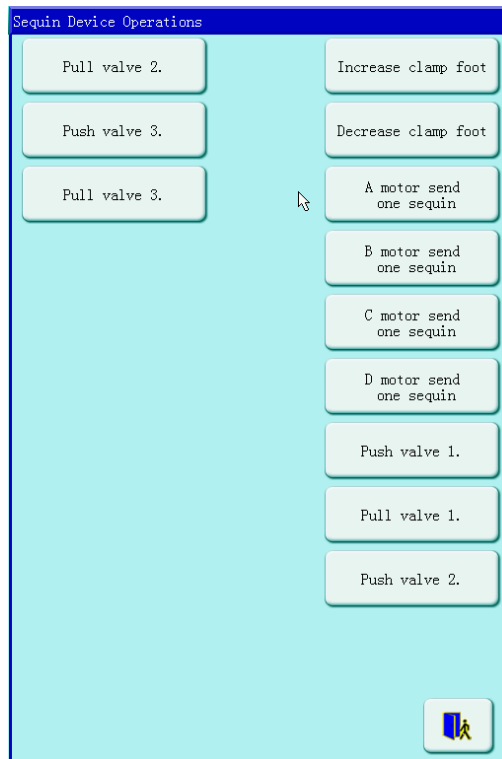 Sequin Device Operations
Pull valve 2.
Push valve 3.
Pull valve 3.
Increase clamp foot
Decrease clamp foot
A motor send
one sequin
B motor send
one sequin
C motor send
one sequin
D motor send
one sequin
Push valve 1.
Pull valve 1.
Push valve 2.